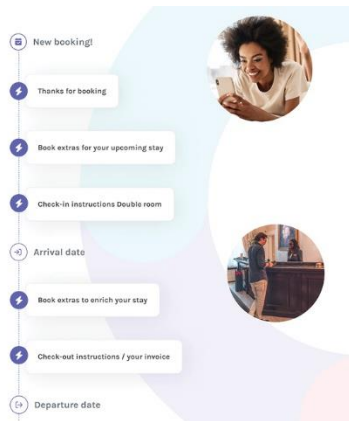 New booking!
Thanks for booking
Book extras for your upcoming stay
Check-in instructions Double room
Arrival date
Book extras to enrich your stay
Check-out instructions / your invoice
Departure date